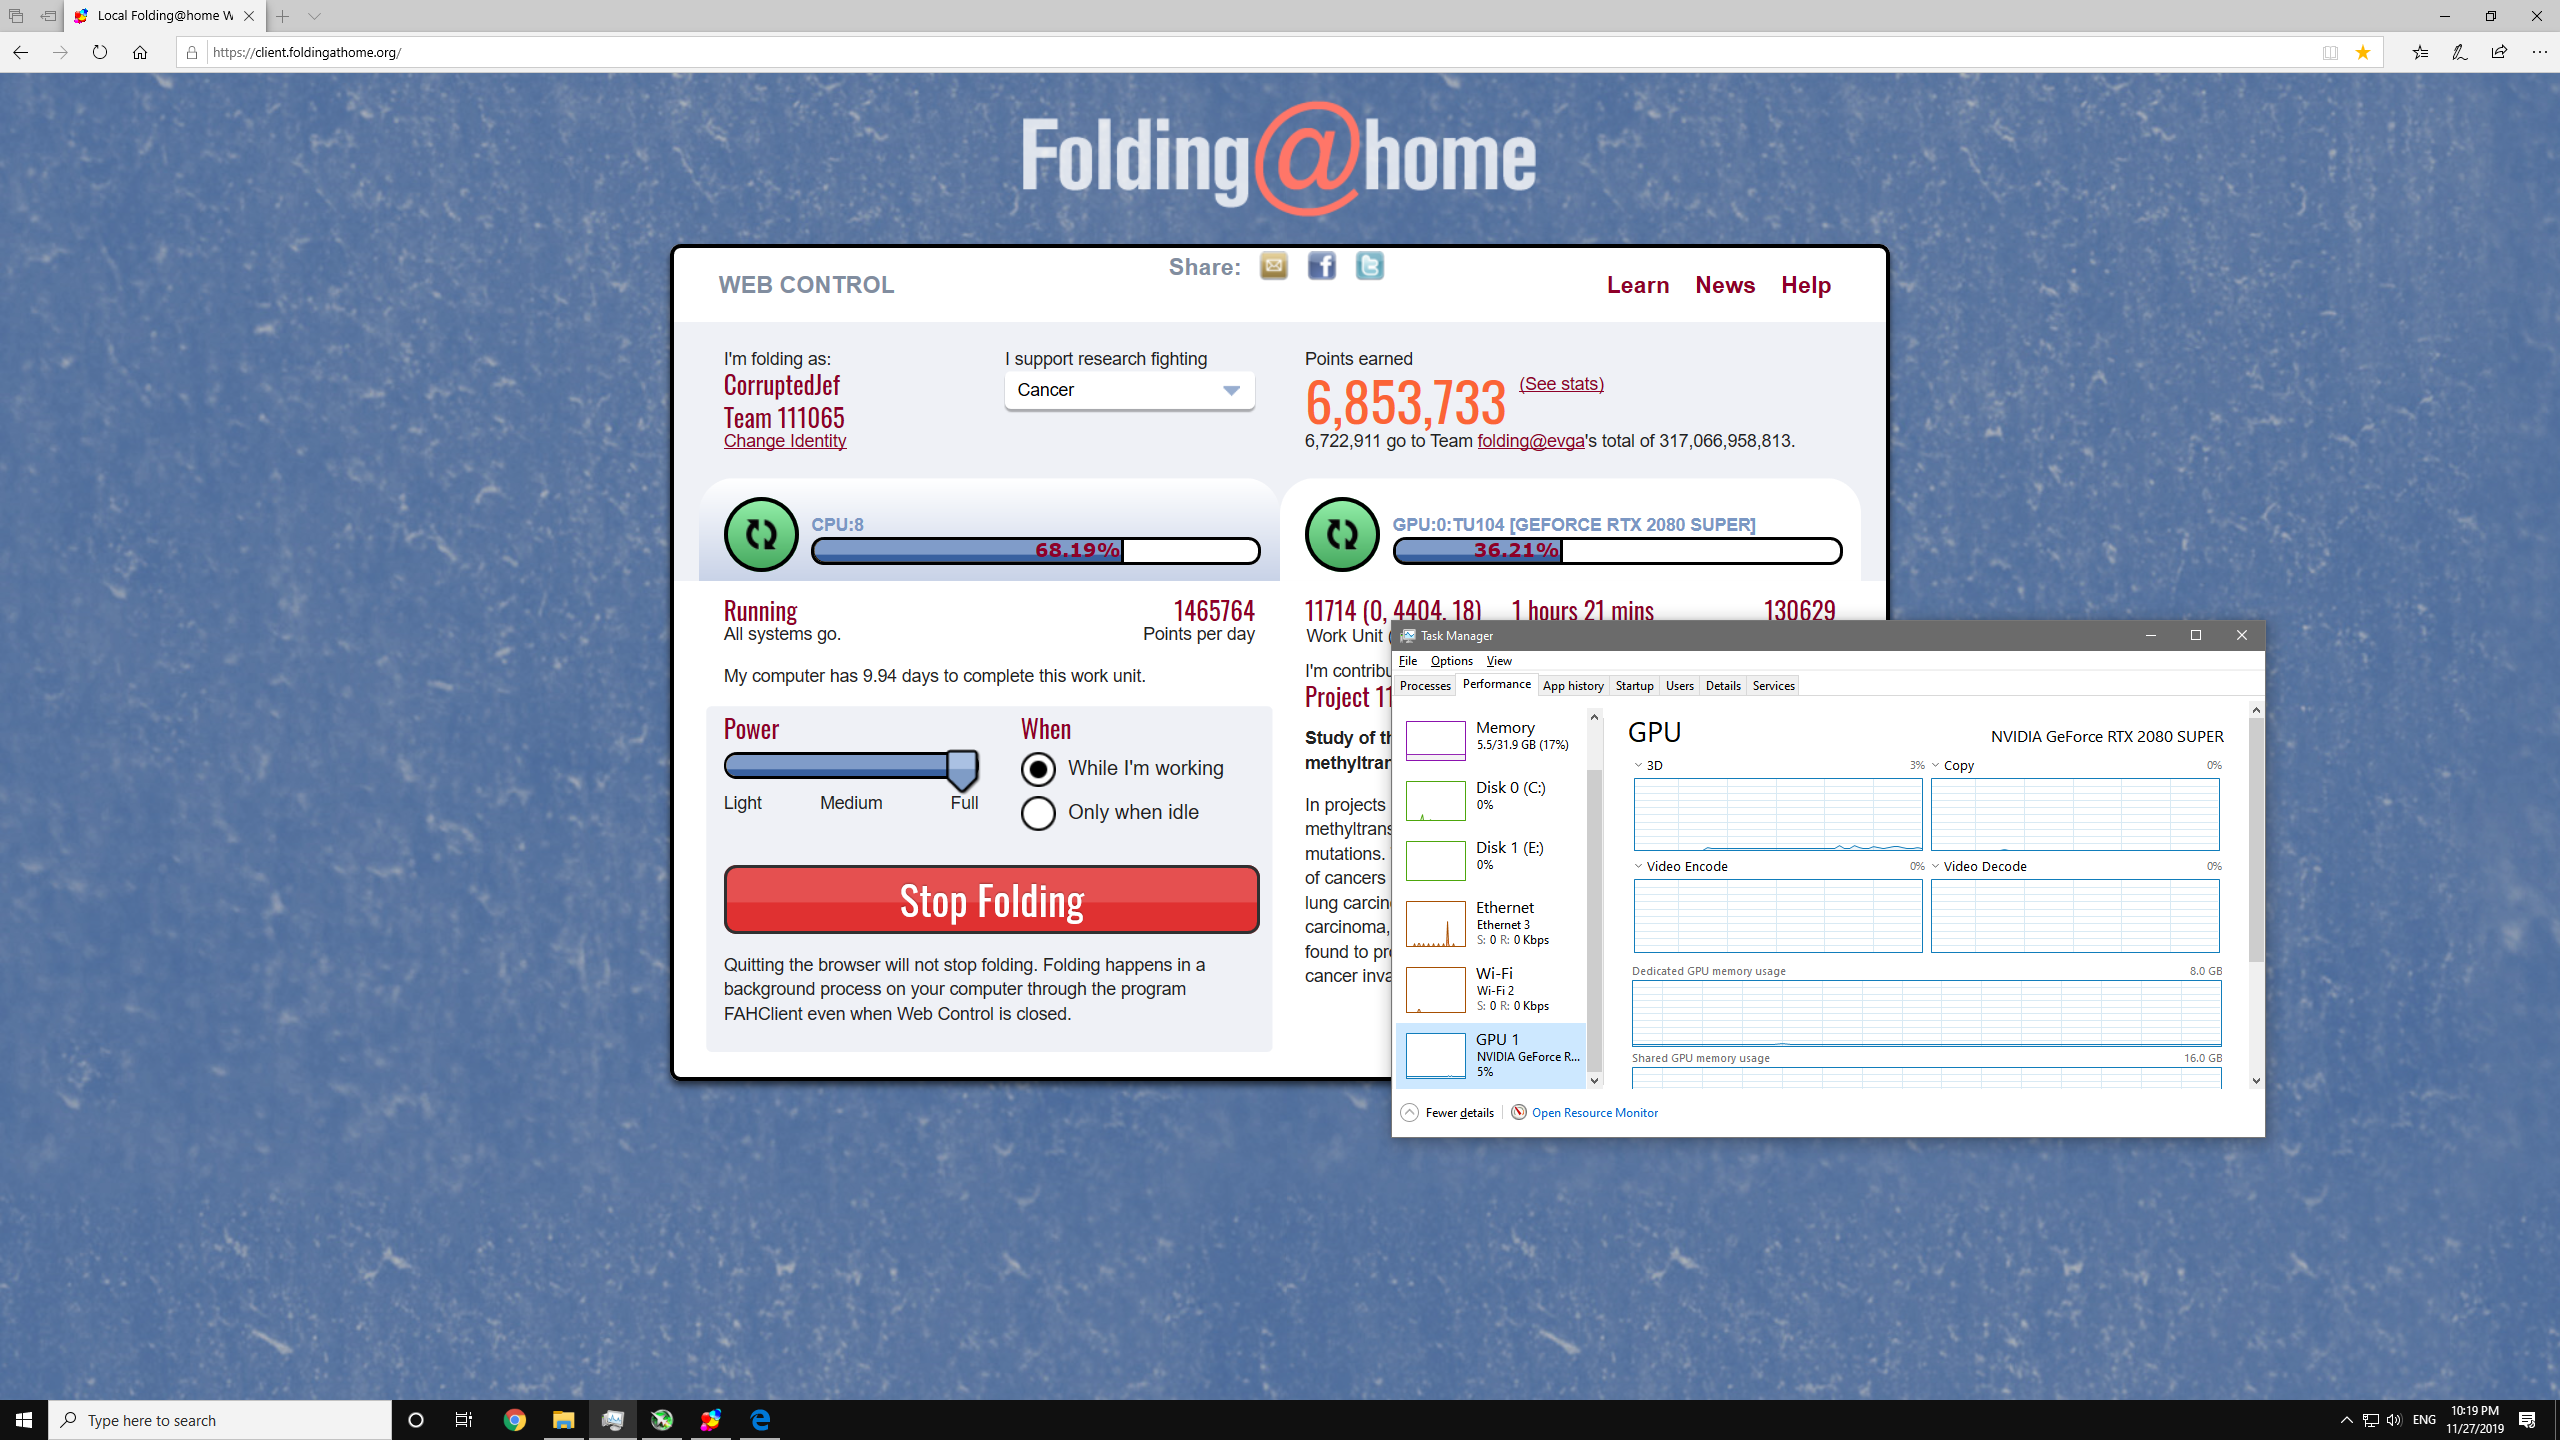 Local Folding@home W
https://client.foldingathome.org/
Folding@home
WEB CONTROL
Share:
Learn News Help
I'm folding as:
CorruptedJef
Team 111065
Change Identity
I support research fighting
Cancer
Points earned
6,853,733 (See stats)
6,722,911 go to Team folding@evga's total of 317,066,958,813.
CPU:8
68.19%
GPU:0:TU104 [GEFORCE RTX 2080 SUPER]
36.21%
Running
All systems go.
1465764
Points per day
My computer has 9.94 days to complete this work unit.
Power
Light Medium Full
When
While I'm working
Only when idle
Stop Folding
Quitting the browser will not stop folding. Folding happens in a
background process on your computer through the program
FAHClient even when Web Control is closed.
11714 (0, 4404, 18) 1 hours 21 mins 130629
Work Unit (
I'm contribu
Project 11
Study of th
methyltran
In projects
methyltrans
mutations.
of cancers
lung carcin
carcinoma,
found to pr
cancer inva
Task Manager
File Options View
Processes Performance App history Startup Users Details Services
Memory
5.5/31.9 GB (17%)
Disk 0 (C:)
0%
Disk 1 (E:)
0%
Ethernet
Ethernet 3
S: 0 R: 0 Kbps
Wi-Fi
Wi-Fi 2
S: 0 R: 0 Kbps
GPU 1
NVIDIA GeForce R...
5%
GPU
NVIDIA GeForce RTX 2080 SUPER
3D 3% Copy 0%
Video Encode 0% Video Decode 0%
Dedicated GPU memory usage 8.0 GB
Shared GPU memory usage 16.0 GB
Fewer details Open Resource Monitor
Type here to search
ENG
10:19 PM
11/27/2019